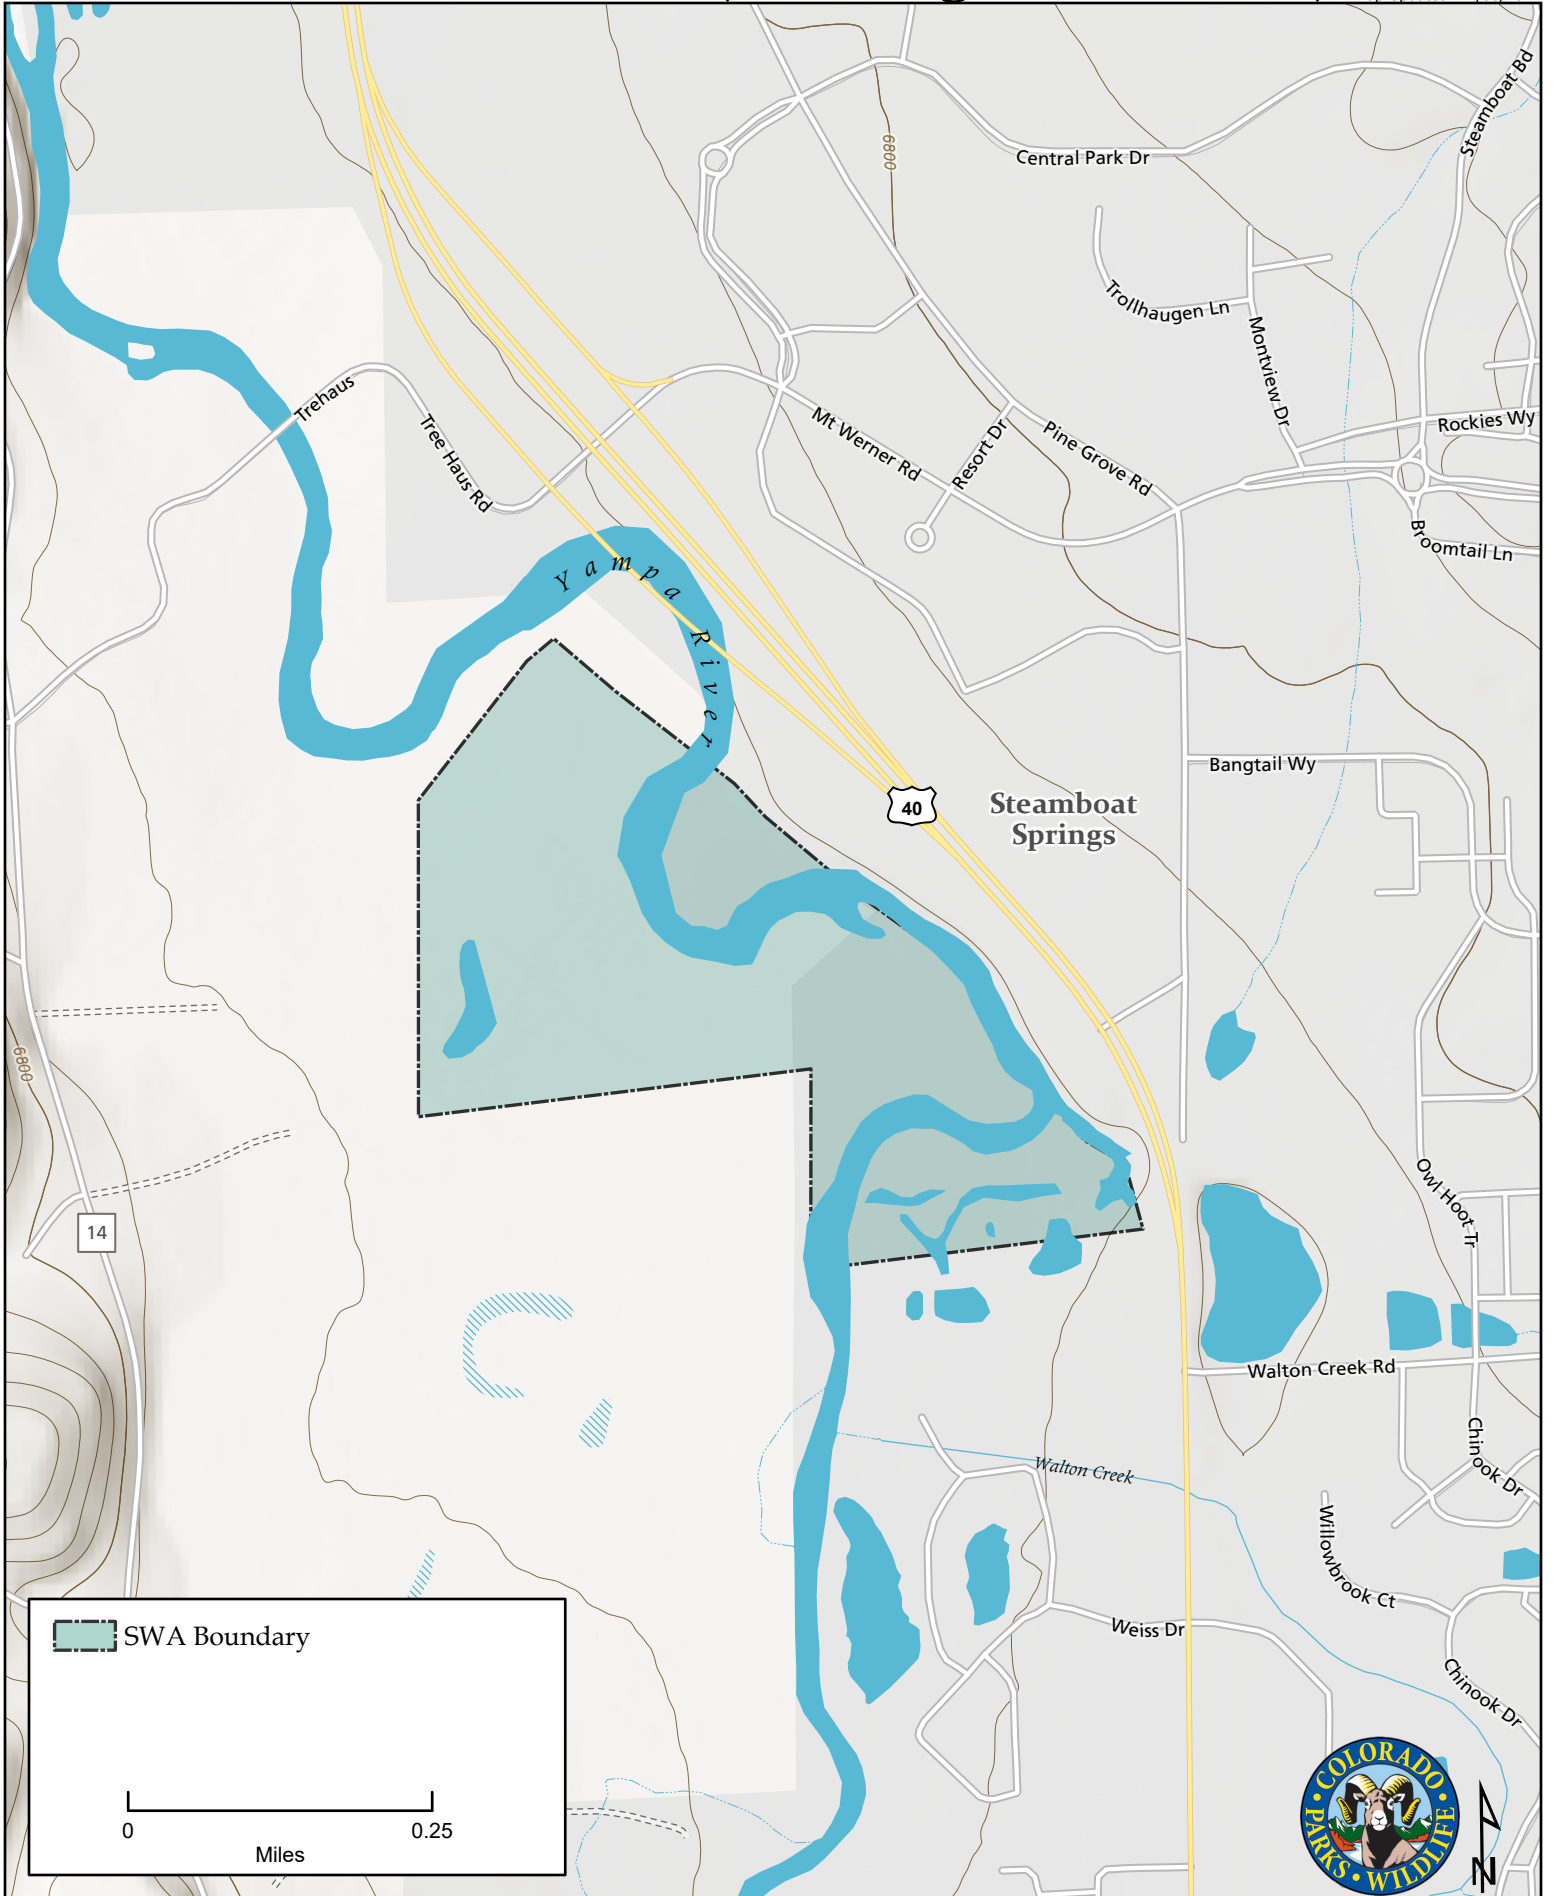 Steamboat Bd
6800
Central Park Dr
Trollhaugen Ln
Montview Dr
Trehaus
Tree Haus Rd
Mt Werner Rd
Resort Dr
Pine Grove Rd
Rockies Wy
Broomtail Ln
Yampa River
Bangtail Wy
40
Steamboat
Springs
6800
14
Owl Hoot Tr
Walton Creek Rd
Walton Creek
Chinook Dr
Willowbrook Ct
Weiss Dr
Chinook Dr
SWA Boundary
0 0.25
Miles
COLORADO
PARKS • WILDLIFE
N